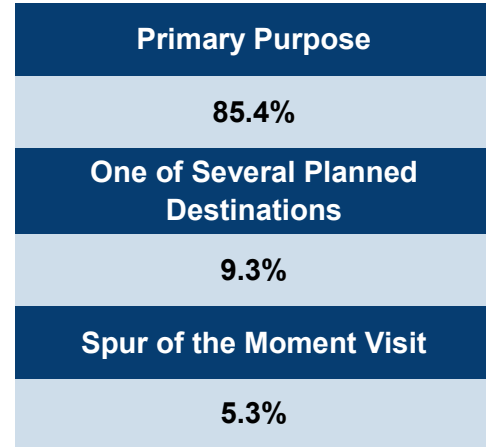 Primary Purpose
85.4%
One of Several Planned
Destinations
9.3%
Spur of the Moment Visit
5.3%